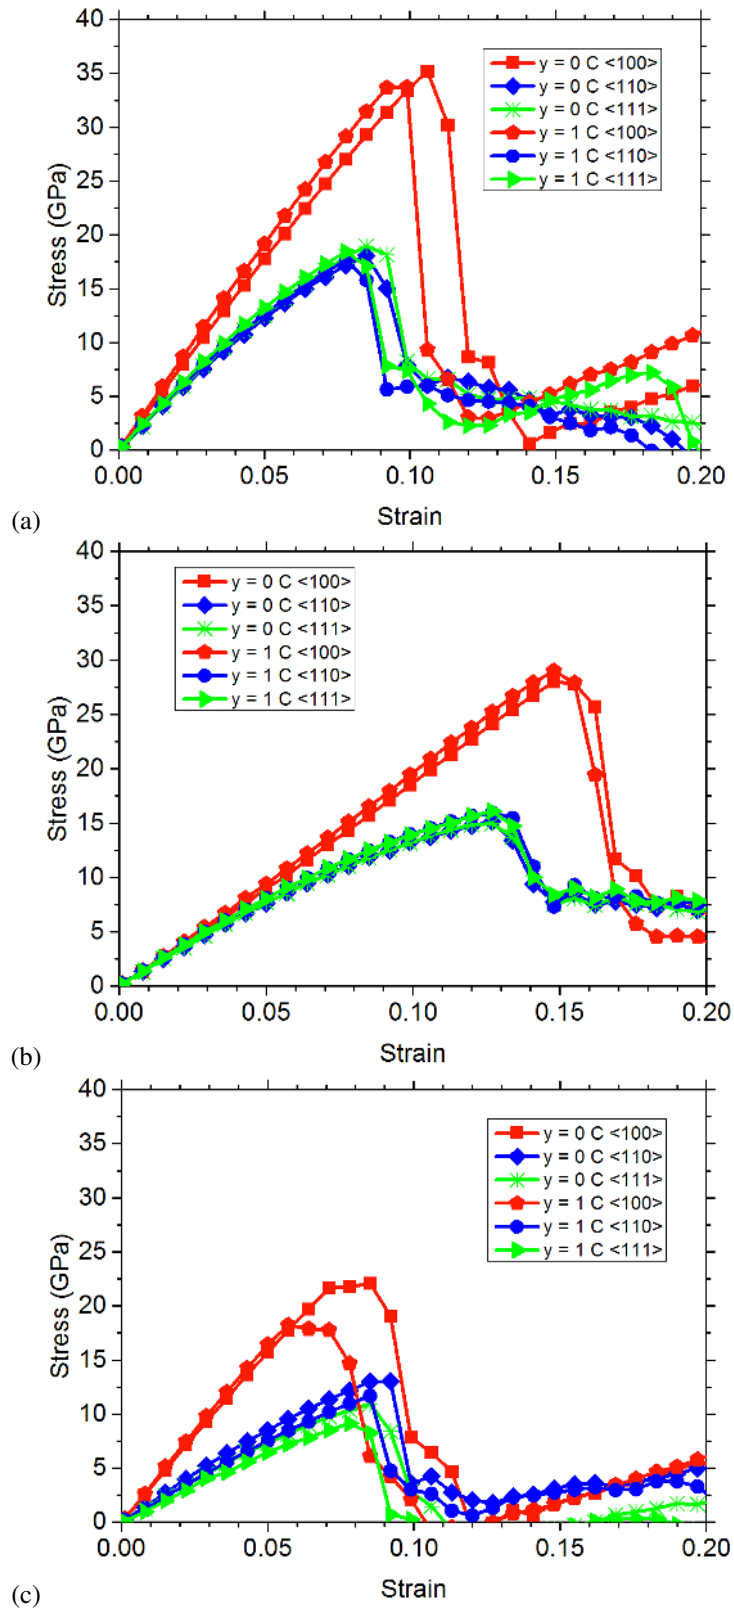 40
35
30
25
20
15
10
5
0
Stress (GPa)
y = 0 C <100>
y = 0 C <110>
y = 0 C <111>
y = 1 C <100>
y = 1 C <110>
y = 1 C <111>
0.00 0.05 0.10 0.15 0.20
Strain
(a)
40
35
30
25
20
15
10
5
0
Stress (GPa)
y = 0 C <100>
y = 0 C <110>
y = 0 C <111>
y = 1 C <100>
y = 1 C <110>
y = 1 C <111>
0.00 0.05 0.10 0.15 0.20
Strain
(b)
40
35
30
25
20
15
10
5
0
Stress (GPa)
y = 0 C <100>
y = 0 C <110>
y = 0 C <111>
y = 1 C <100>
y = 1 C <110>
y = 1 C <111>
0.00 0.05 0.10 0.15 0.20
Strain
(c)